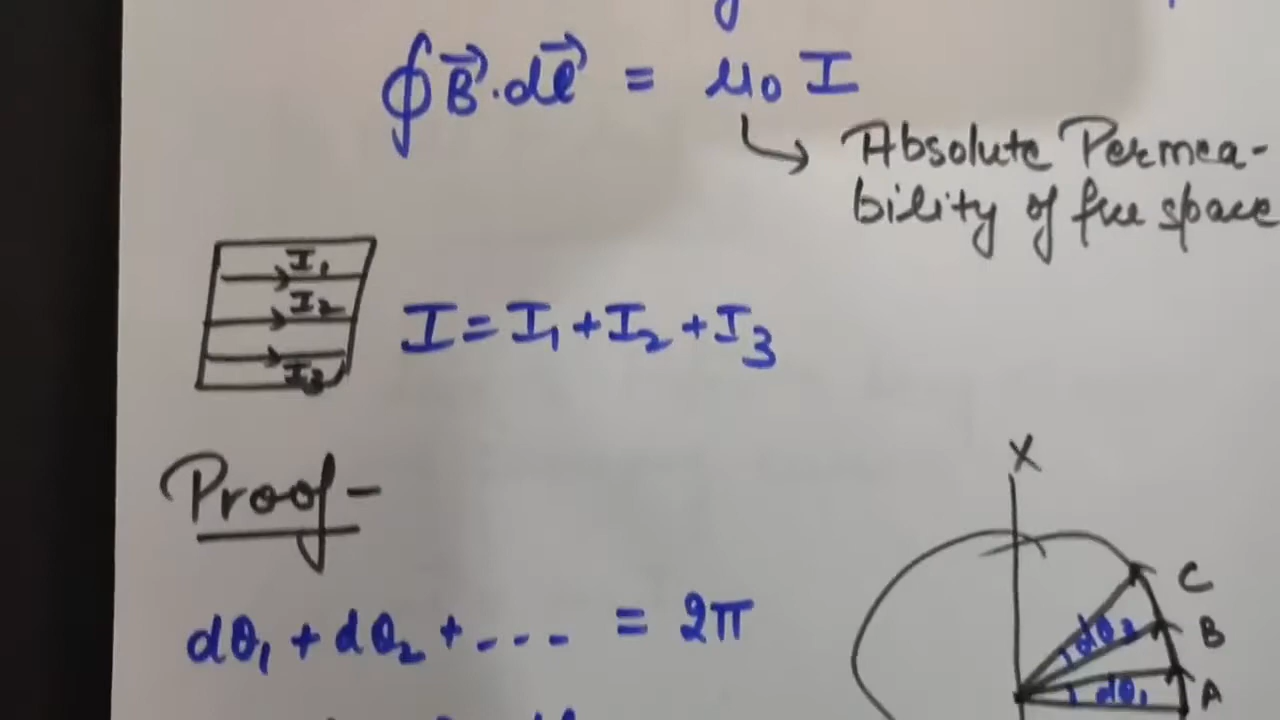 ∮B⃗.dl⃗ = μ₀ I
Absolute Permea-
bility of free space
I₁
I₂
I₃
I = I₁ + I₂ + I₃
Proof -
dθ₁ + dθ₂ + - - - = 2π
X
C
B
A
dθ₂
dθ₁